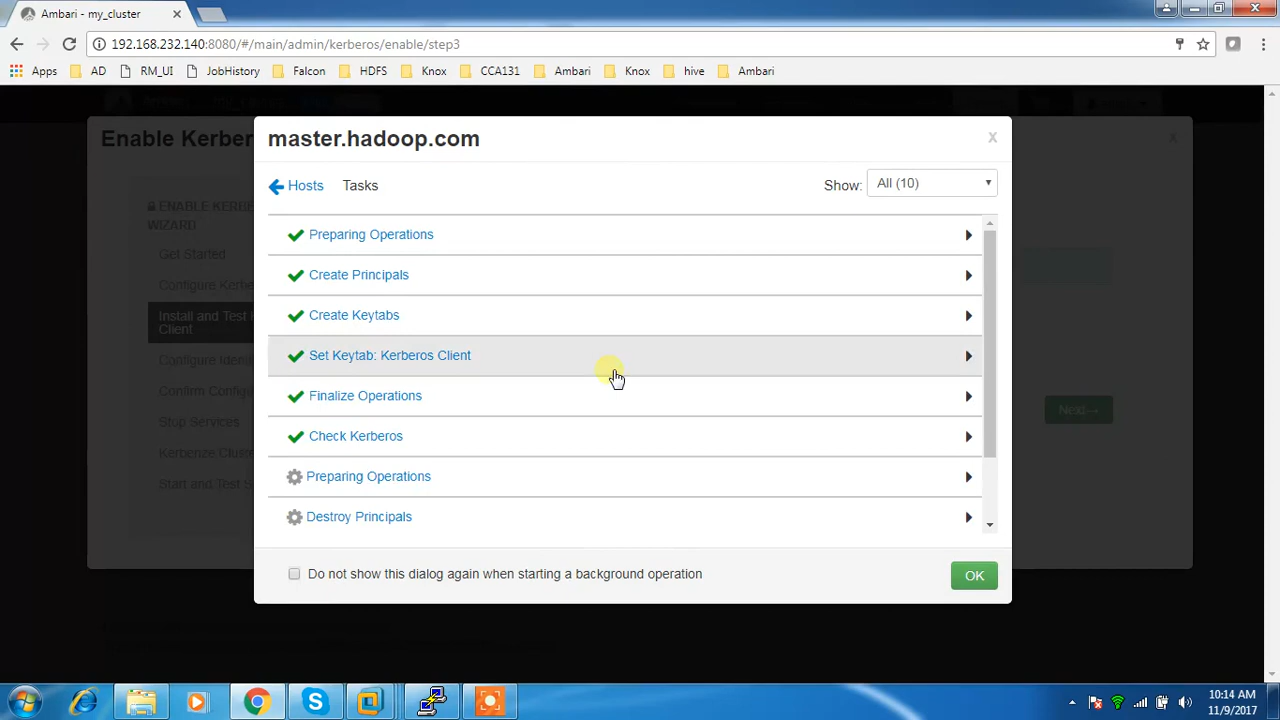 Ambari - my_cluster
192.168.232.140:8080/#/main/admin/kerberos/enable/step3
Apps AD RM_UI JobHistory Falcon HDFS Knox CCA131 Ambari Knox hive Ambari
Enable Kerber
master.hadoop.com
X
Hosts Tasks Show: All (10)
ENABLE KERBE
WIZARD
Get Started
Configure Kerbe
Install and Test
Client
Configure Identi
Confirm Config
Stop Services
Kerberize Cluste
Start and Test S
Preparing Operations
Create Principals
Create Keytabs
Set Keytab: Kerberos Client
Finalize Operations
Check Kerberos
Preparing Operations
Destroy Principals
Next→
Do not show this dialog again when starting a background operation
OK
10:14 AM
11/9/2017